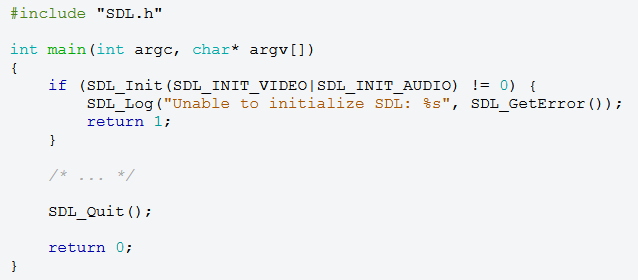 #include "SDL.h"

int main(int argc, char* argv[])
{
    if (SDL_Init(SDL_INIT_VIDEO|SDL_INIT_AUDIO) != 0) {
        SDL_Log("Unable to initialize SDL: %s", SDL_GetError());
        return 1;
    }

    /* ... */

    SDL_Quit();

    return 0;
}